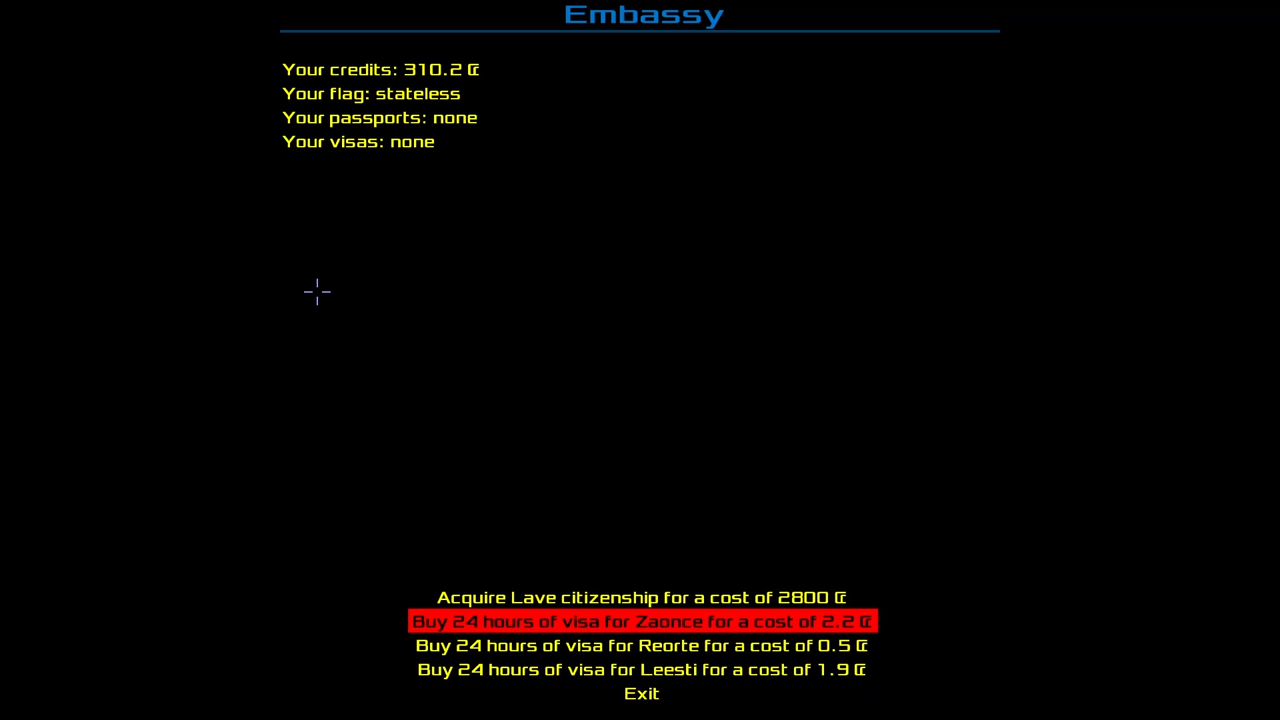 Embassy
Your credits: 310.2 ₢
Your flag: stateless
Your passports: none
Your visas: none
Acquire Lave citizenship for a cost of 2800 ₢
Buy 24 hours of visa for Zaonce for a cost of 2.2 ₢
Buy 24 hours of visa for Reorte for a cost of 0.5 ₢
Buy 24 hours of visa for Leesti for a cost of 1.9 ₢
Exit